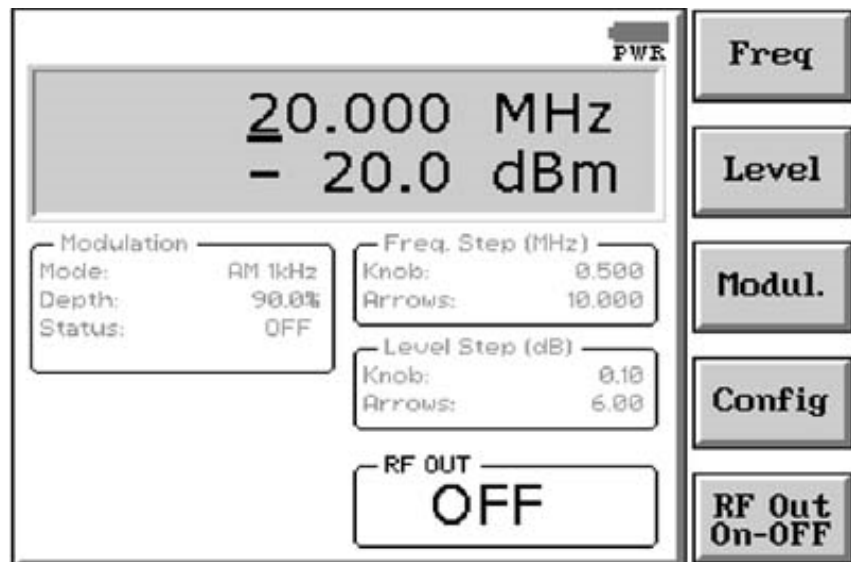 PWR
20.000 MHz
- 20.0 dBm
Modulation
Mode: AM 1kHz
Depth: 90.0%
Status: OFF
Freq. Step (MHz)
Knob: 0.500
Arrows: 10.000
Level Step (dB)
Knob: 0.10
Arrows: 6.00
RF OUT
OFF
Freq
Level
Modul.
Config
RF Out
On-OFF